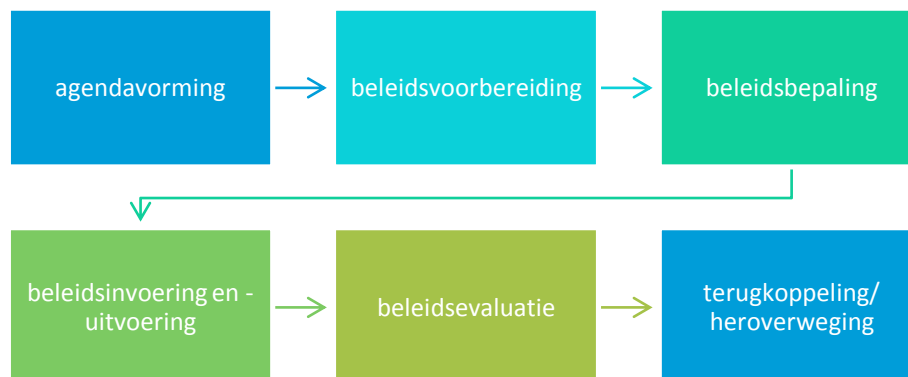 agendavorming
beleidsvoorbereiding
beleidsbepaling
beleidsinvoering en -
uitvoering
beleidsevaluatie
terugkoppeling/
heroverweging